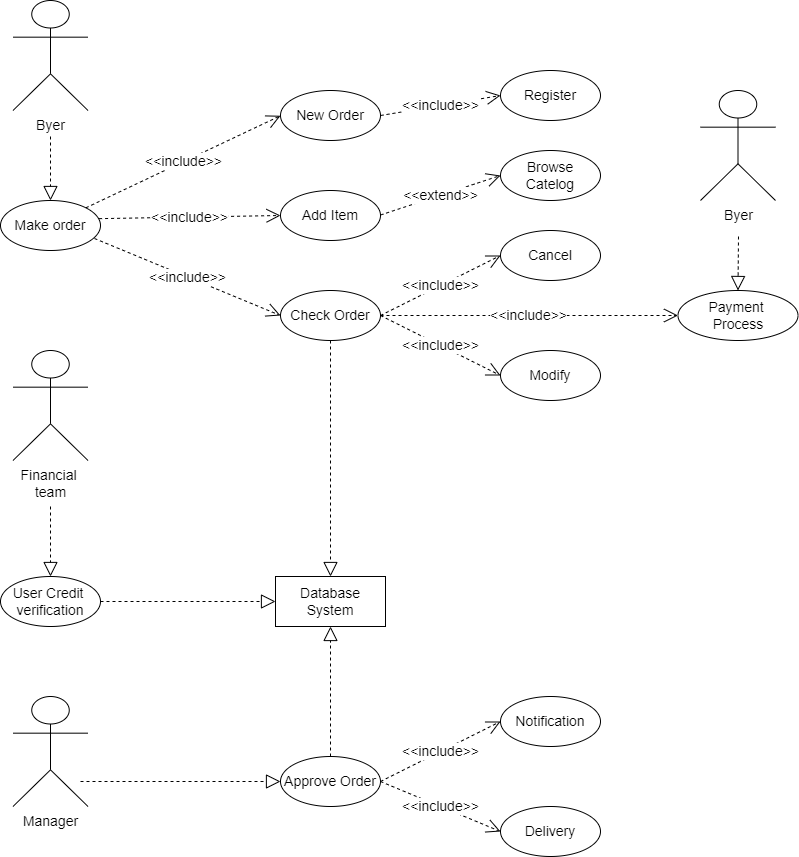 Byer
Make order
<<include>>
<<include>>
<<include>>
New Order
Add Item
Check Order
<<include>>
<<extend>>
<<include>>
<<include>>
<<include>>
Register
Browse
Catelog
Cancel
Modify
Byer
Payment
Process
Financial
team
User Credit
verification
Database
System
Manager
Approve Order
<<include>>
<<include>>
Notification
Delivery